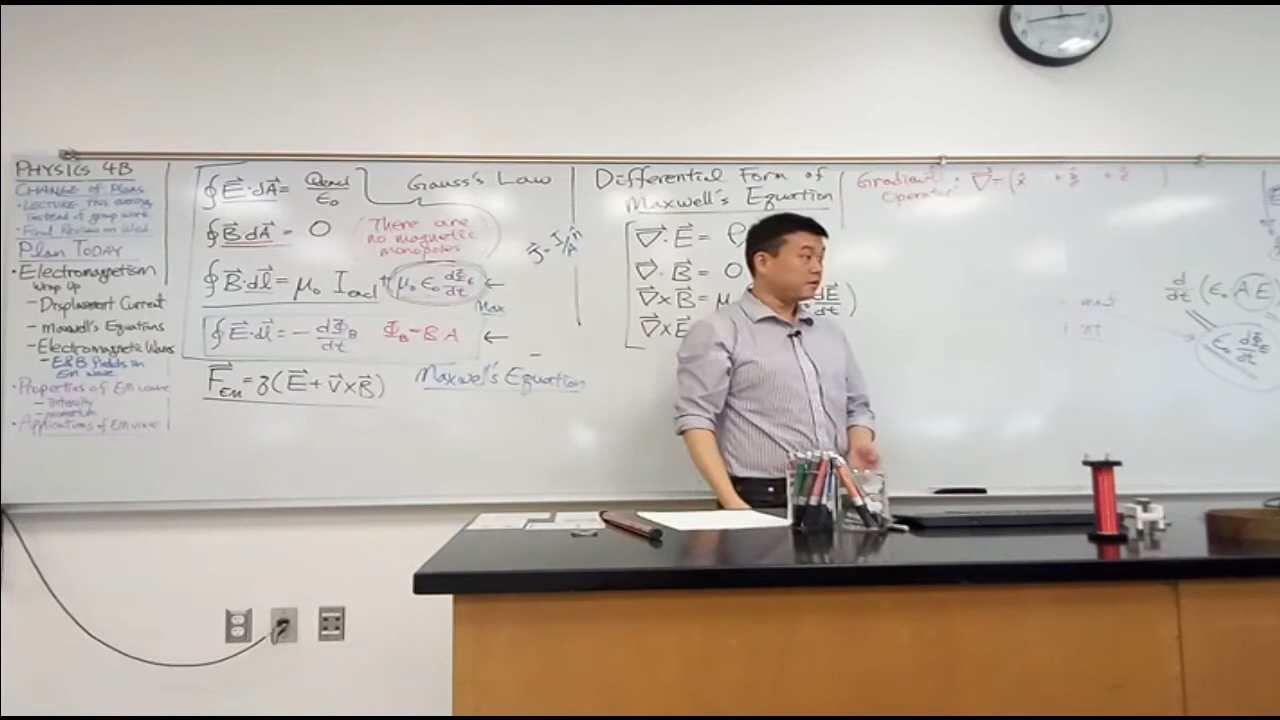 PHYSICS 4B
CHANGE of Plans
• LECTURE this evening
instead of group work
• Final Review on Wed
Plan TODAY
• Electromagnetism
wrap up
- Displacement Current
- Maxwell's Equations
- Electromagnetic Waves
- E&B fields in
EM wave
• Properties of EM wave
- Intensity
- momentum
• Applications of EM wave
∮E⃗·dA⃗ = Qencl/ε₀
Gauss's Law
∮B⃗·dA⃗ = 0 (There are
no magnetic
monopoles)
∮B⃗·dl⃗ = μ₀ Iencl + μ₀ε₀ dΦE/dt ←
Max
∮E⃗·dl⃗ = - dΦB/dt ΦB = BA ←
F⃗EM = q(E⃗ + v⃗ × B⃗)
Maxwell's Equation
J⃗ = I/A n̂
Differential Form of
Maxwell's Equation
∇⃗·E⃗ = ρ
∇⃗·B⃗ = 0
∇⃗×B⃗ = μ dE⃗/dt)
∇⃗×E⃗
Gradient • ∇⃗ = (x̂ + ŷ + ẑ
Operator
d/dt (ε₀ AE)
ε₀ dΦE/dt